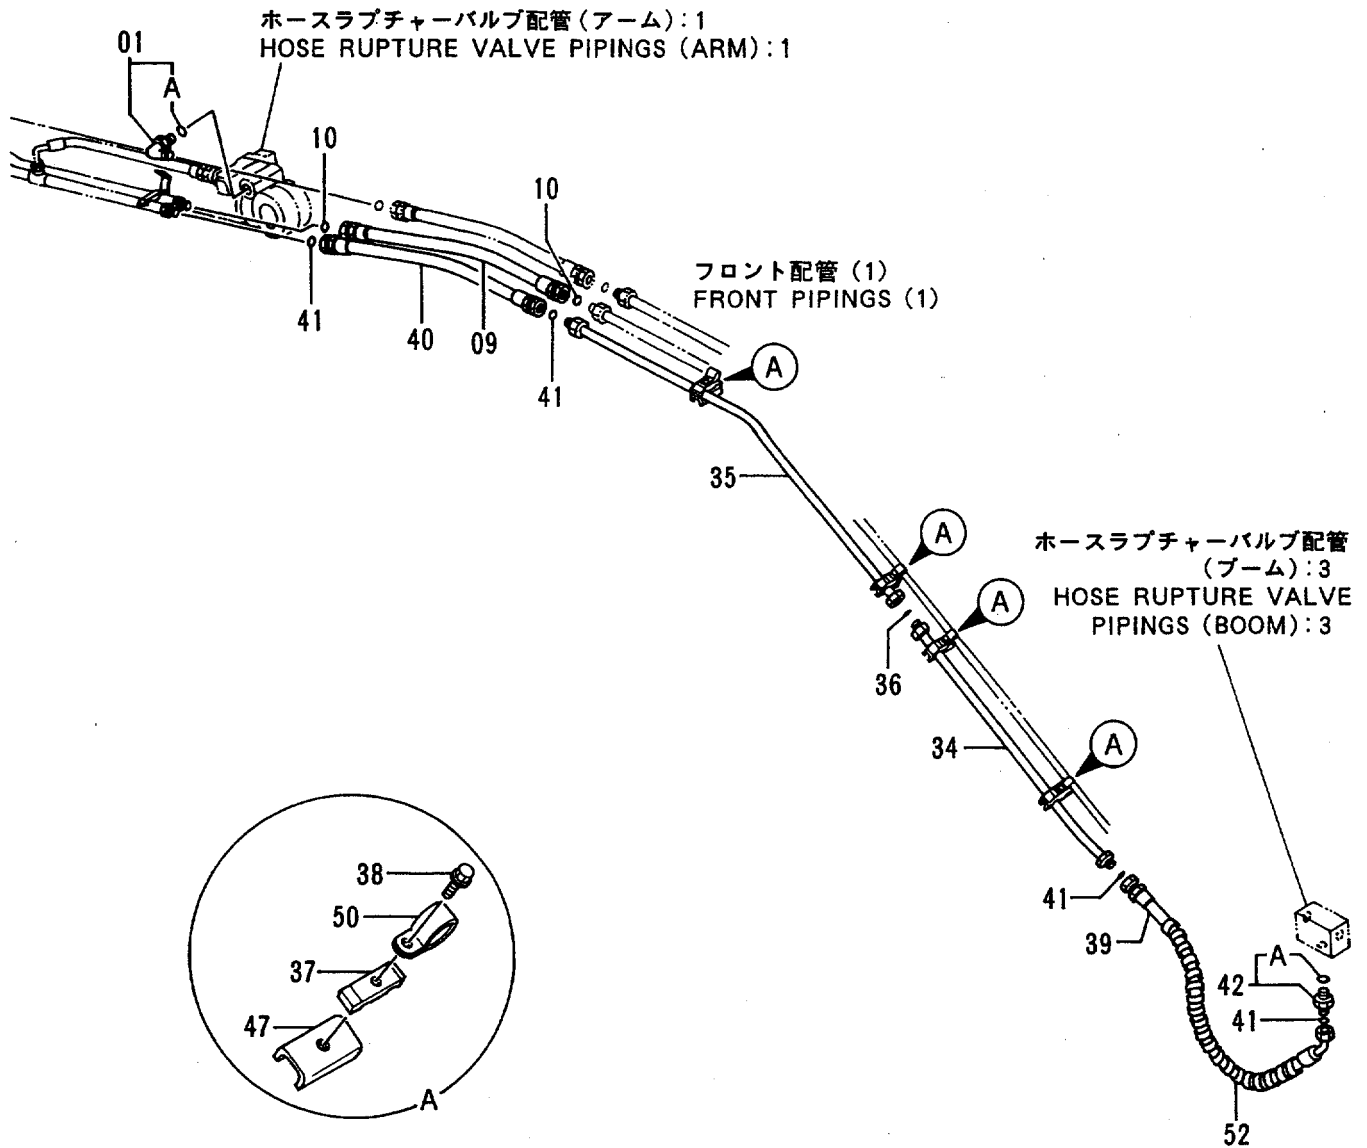 ホースラプチャーバルブ配管(アーム):1
HOSE RUPTURE VALVE PIPINGS (ARM):1
01
A
10
10
フロント配管 (1)
FRONT PIPINGS (1)
41
40
09
41
A
35
A
ホースラプチャーバルブ配管
(ブーム):3
HOSE RUPTURE VALVE
PIPINGS (BOOM):3
A
36
34
A
38
50
37
47
A
41
39
A
42
41
52